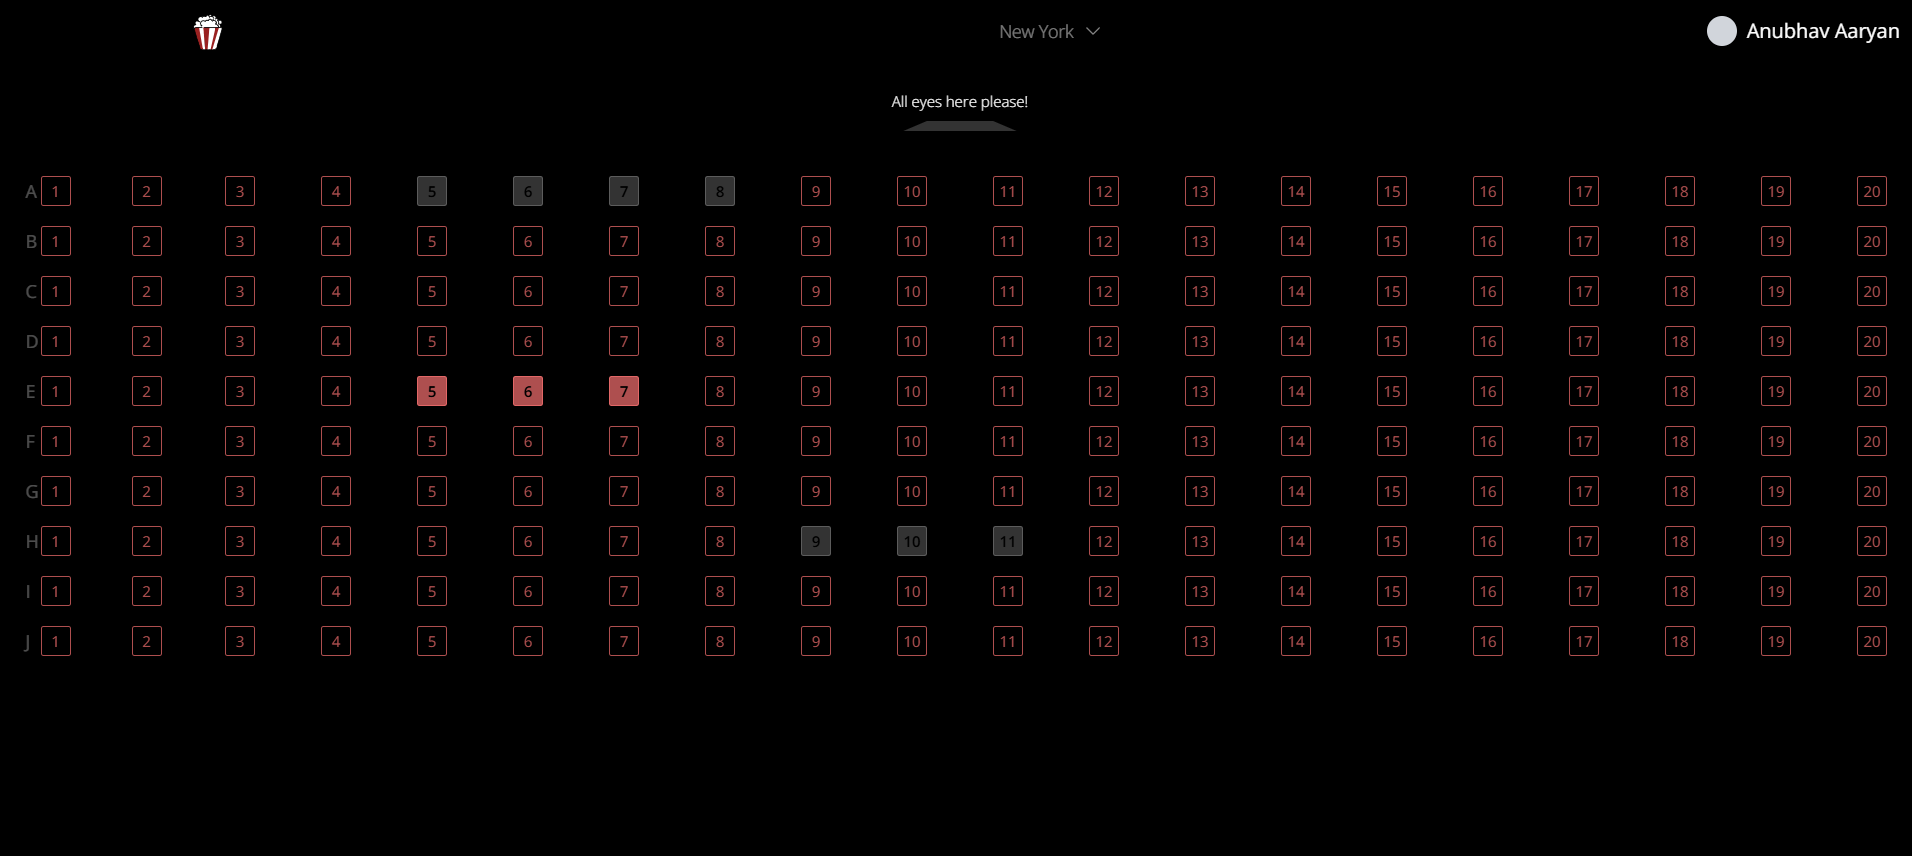 New York
Anubhav Aaryan
All eyes here please!
A 1 2 3 4 5 6 7 8 9 10 11 12 13 14 15 16 17 18 19 20
B 1 2 3 4 5 6 7 8 9 10 11 12 13 14 15 16 17 18 19 20
C 1 2 3 4 5 6 7 8 9 10 11 12 13 14 15 16 17 18 19 20
D 1 2 3 4 5 6 7 8 9 10 11 12 13 14 15 16 17 18 19 20
E 1 2 3 4 5 6 7 8 9 10 11 12 13 14 15 16 17 18 19 20
F 1 2 3 4 5 6 7 8 9 10 11 12 13 14 15 16 17 18 19 20
G 1 2 3 4 5 6 7 8 9 10 11 12 13 14 15 16 17 18 19 20
H 1 2 3 4 5 6 7 8 9 10 11 12 13 14 15 16 17 18 19 20
I 1 2 3 4 5 6 7 8 9 10 11 12 13 14 15 16 17 18 19 20
J 1 2 3 4 5 6 7 8 9 10 11 12 13 14 15 16 17 18 19 20